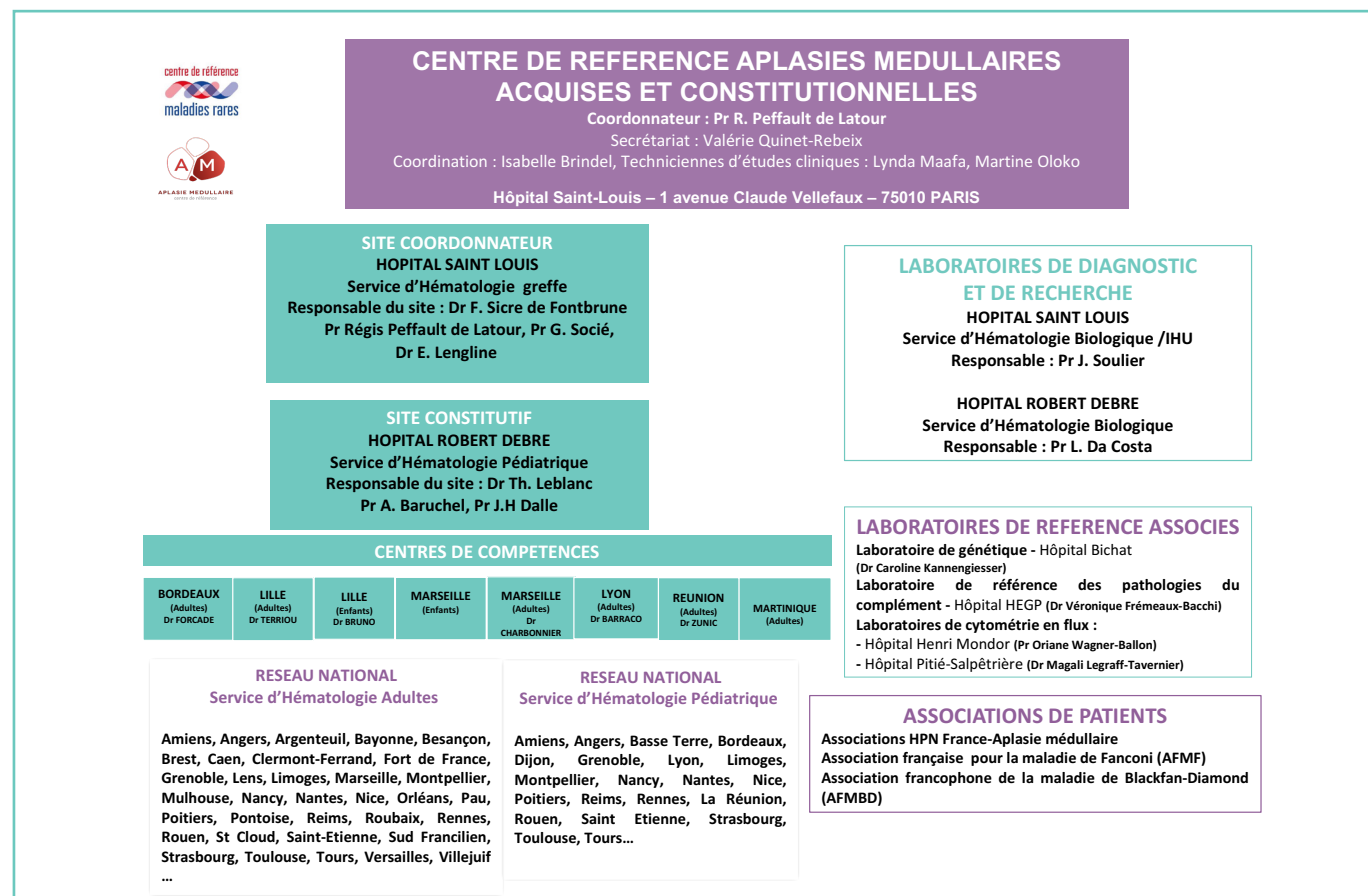 centre de référence
maladies rares
A M
APLASIE MEDULLAIRE
centre de référence
CENTRE DE REFERENCE APLASIES MEDULLAIRES
ACQUISES ET CONSTITUTIONNELLES
Coordonnateur : Pr R. Peffault de Latour
Secrétariat : Valérie Quinet-Rebeix
Coordination : Isabelle Brindel, Techniciennes d'études cliniques : Lynda Maafa, Martine Oloko
Hôpital Saint-Louis – 1 avenue Claude Vellefaux – 75010 PARIS
SITE COORDONNATEUR
HOPITAL SAINT LOUIS
Service d'Hématologie greffe
Responsable du site : Dr F. Sicre de Fontbrune
Pr Régis Peffault de Latour, Pr G. Socié,
Dr E. Lengline
SITE CONSTITUTIF
HOPITAL ROBERT DEBRE
Service d'Hématologie Pédiatrique
Responsable du site : Dr Th. Leblanc
Pr A. Baruchel, Pr J.H Dalle
CENTRES DE COMPETENCES
BORDEAUX
(Adultes)
Dr FORCADE
LILLE
(Adultes)
Dr TERRIOU
LILLE
(Enfants)
Dr BRUNO
MARSEILLE
(Enfants)
MARSEILLE
(Adultes)
Dr
CHARBONNIER
LYON
(Adultes)
Dr BARRACO
REUNION
(Adultes)
Dr ZUNIC
MARTINIQUE
(Adultes)
RESEAU NATIONAL
Service d'Hématologie Adultes
Amiens, Angers, Argenteuil, Bayonne, Besançon,
Brest, Caen, Clermont-Ferrand, Fort de France,
Grenoble, Lens, Limoges, Marseille, Montpellier,
Mulhouse, Nancy, Nantes, Nice, Orléans, Pau,
Poitiers, Pontoise, Reims, Roubaix, Rennes,
Rouen, St Cloud, Saint-Etienne, Sud Francilien,
Strasbourg, Toulouse, Tours, Versailles, Villejuif
…
RESEAU NATIONAL
Service d'Hématologie Pédiatrique
Amiens, Angers, Basse Terre, Bordeaux,
Dijon, Grenoble, Lyon, Limoges,
Montpellier, Nancy, Nantes, Nice,
Poitiers, Reims, Rennes, La Réunion,
Rouen, Saint Etienne, Strasbourg,
Toulouse, Tours…
LABORATOIRES DE DIAGNOSTIC
ET DE RECHERCHE
HOPITAL SAINT LOUIS
Service d'Hématologie Biologique /IHU
Responsable : Pr J. Soulier
HOPITAL ROBERT DEBRE
Service d'Hématologie Biologique
Responsable : Pr L. Da Costa
LABORATOIRES DE REFERENCE ASSOCIES
Laboratoire de génétique - Hôpital Bichat
(Dr Caroline Kannengiesser)
Laboratoire de référence des pathologies du
complément - Hôpital HEGP (Dr Véronique Frémeaux-Bacchi)
Laboratoires de cytométrie en flux :
- Hôpital Henri Mondor (Pr Oriane Wagner-Ballon)
- Hôpital Pitié-Salpêtrière (Dr Magali Legraff-Tavernier)
ASSOCIATIONS DE PATIENTS
Associations HPN France-Aplasie médullaire
Association française pour la maladie de Fanconi (AFMF)
Association francophone de la maladie de Blackfan-Diamond
(AFMBD)